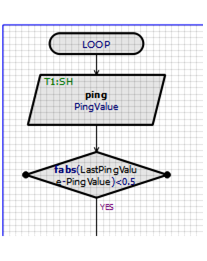 LOOP
T1:SH
ping
PingValue
fabs(LastPingValu
e-PingValue)<0.5
YES